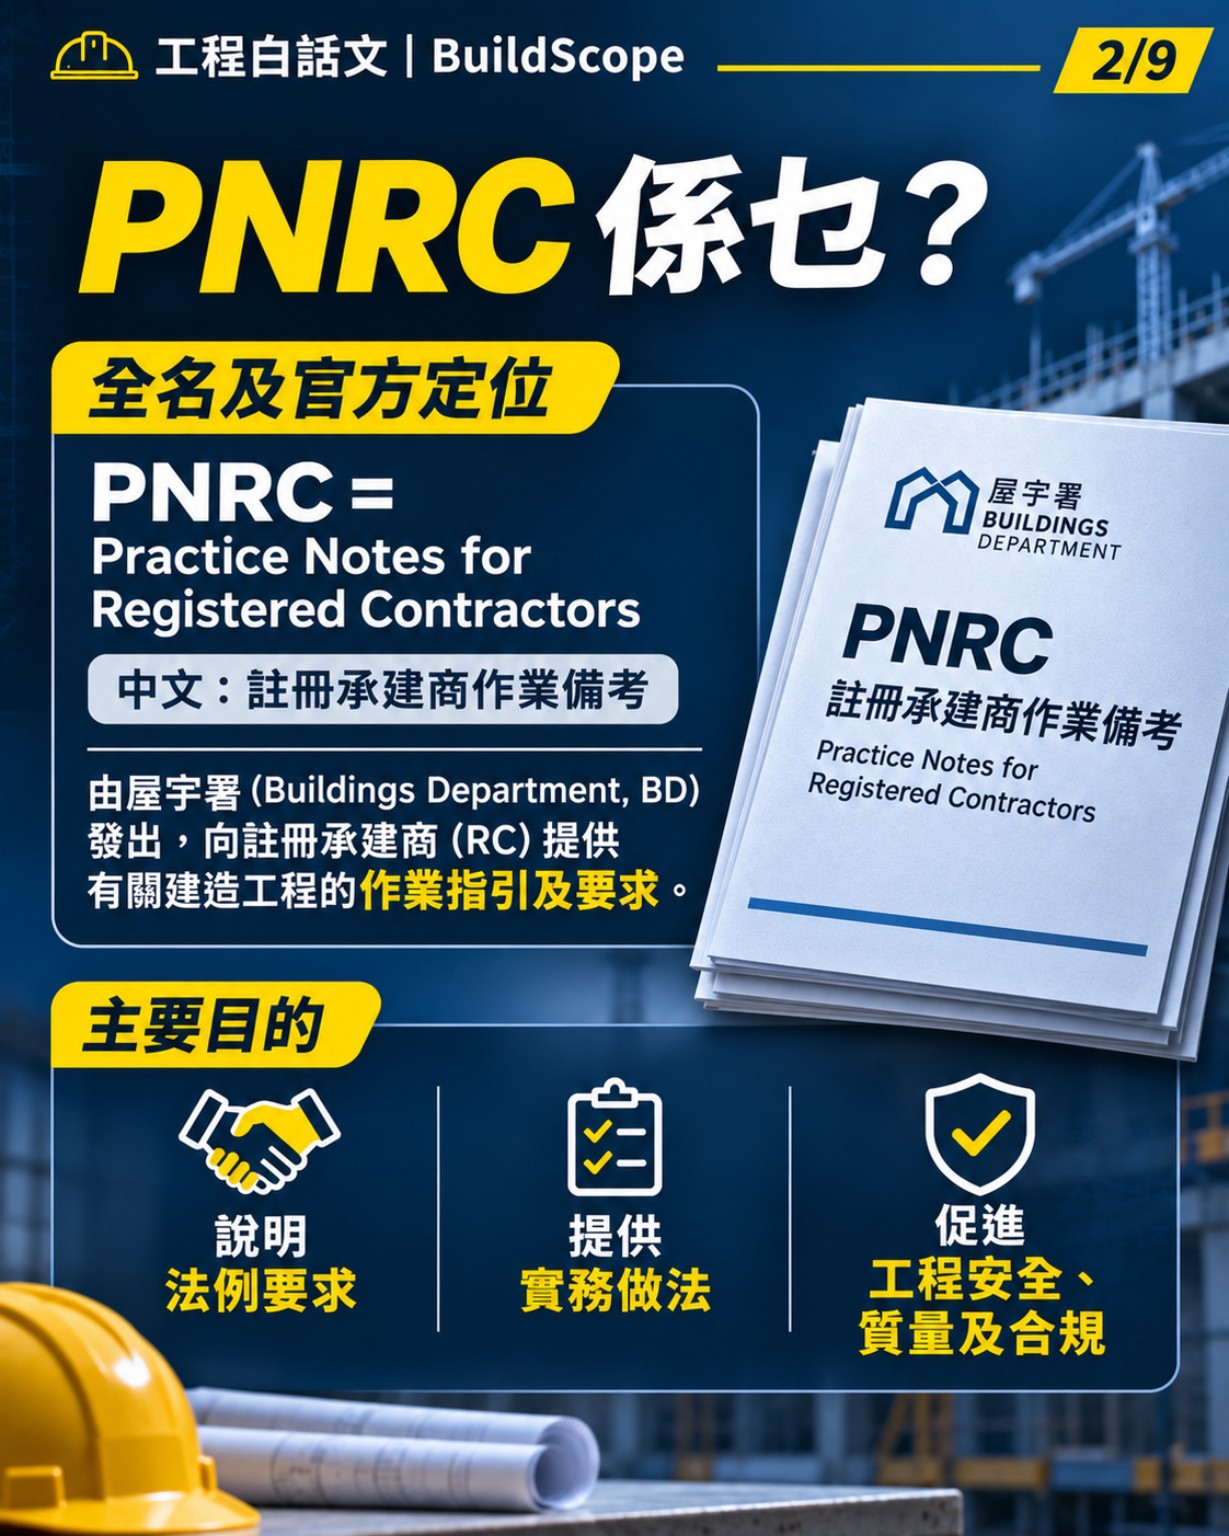 工程白話文 | BuildScope
2/9
PNRC係乜？
全名及官方定位
PNRC =
Practice Notes for
Registered Contractors
中文：註冊承建商作業備考
由屋宇署 (Buildings Department, BD)
發出，向註冊承建商 (RC) 提供
有關建造工程的作業指引及要求。
屋宇署
BUILDINGS
DEPARTMENT
PNRC
註冊承建商作業備考
Practice Notes for
Registered Contractors
主要目的
說明
法例要求
提供
實務做法
促進
工程安全、
質量及合規